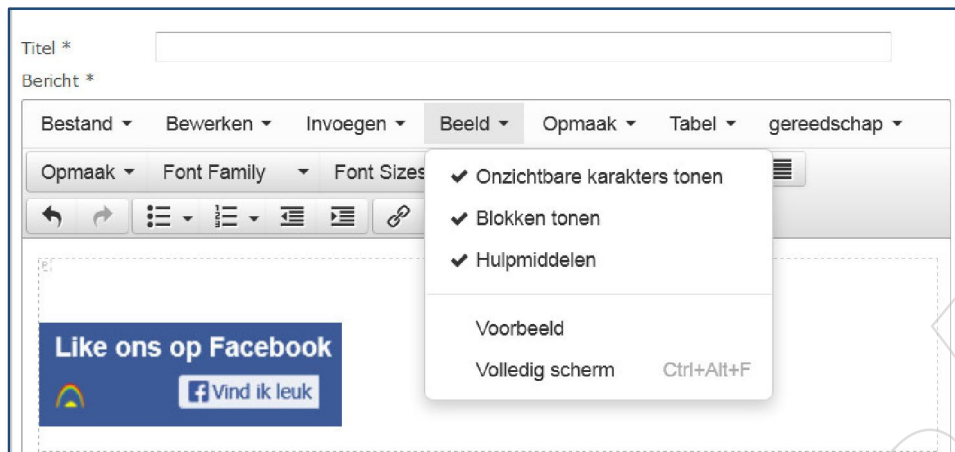 Titel *
Bericht *
Bestand Bewerken Invoegen Beeld Opmaak Tabel gereedschap
Opmaak Font Family Font Sizes
Onzichtbare karakters tonen
Blokken tonen
Hulpmiddelen
Voorbeeld
Volledig scherm Ctrl+Alt+F
Like ons op Facebook
Vind ik leuk